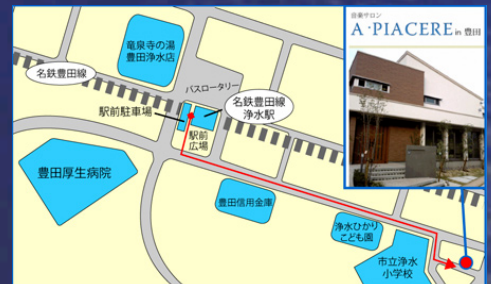 竜泉寺の湯
豊田浄水店
名鉄豊田線
バスロータリー
駅前駐車場
名鉄豊田線
浄水駅
駅前
広場
豊田厚生病院
豊田信用金庫
浄水ひかり
こども園
市立浄水
小学校
音楽サロン
A・PIACERE in 豊田